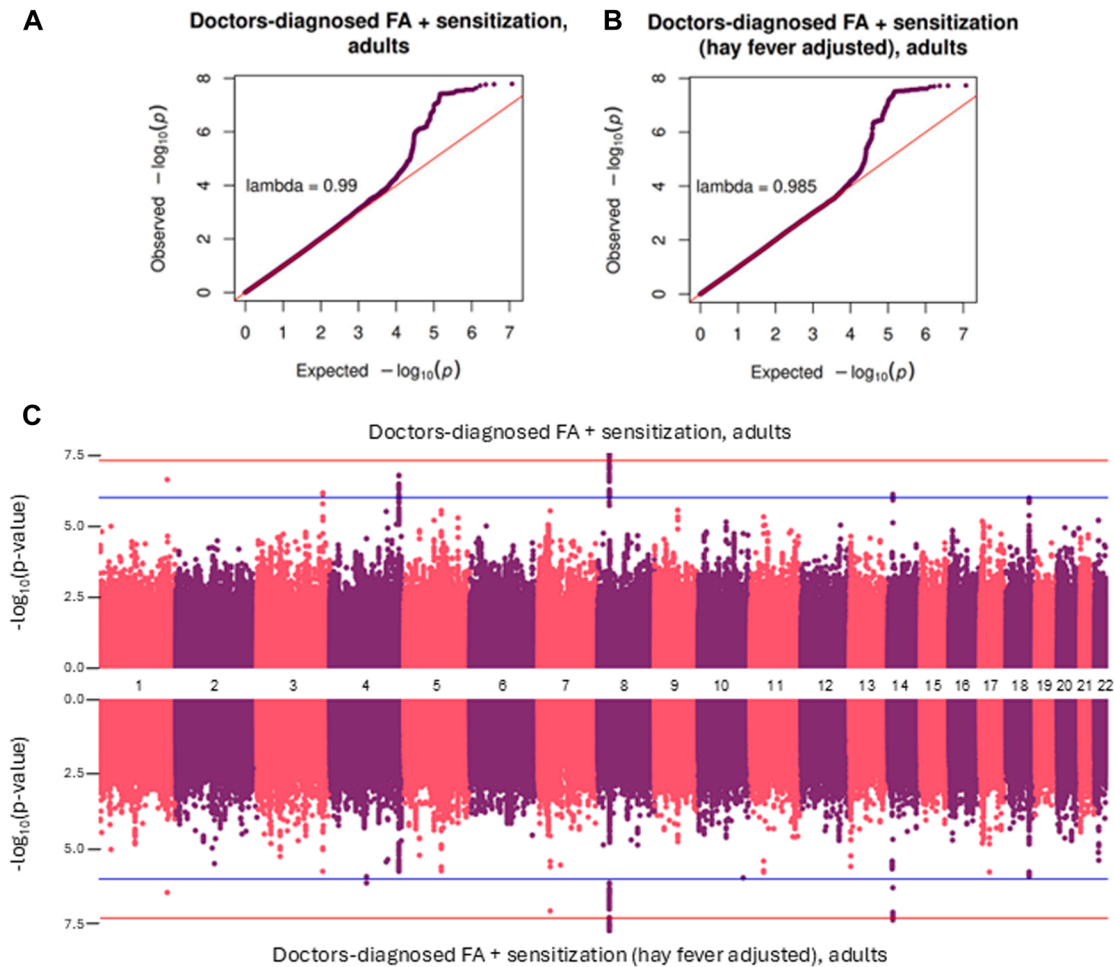 A
Doctors-diagnosed FA + sensitization,
adults
8
6
4
2
0
lambda = 0.99
Observed −log10(p)
0 1 2 3 4 5 6 7
Expected −log10(p)
B
Doctors-diagnosed FA + sensitization
(hay fever adjusted), adults
8
6
4
2
0
lambda = 0.985
Observed −log10(p)
0 1 2 3 4 5 6 7
Expected −log10(p)
C
Doctors-diagnosed FA + sensitization, adults
7.5
5.0
2.5
0.0
-log10(p-value)
1 2 3 4 5 6 7 8 9 10 11 12 13 14 15 16 17 18 19 20 21 22
0.0
2.5
5.0
7.5
-log10(p-value)
Doctors-diagnosed FA + sensitization (hay fever adjusted), adults